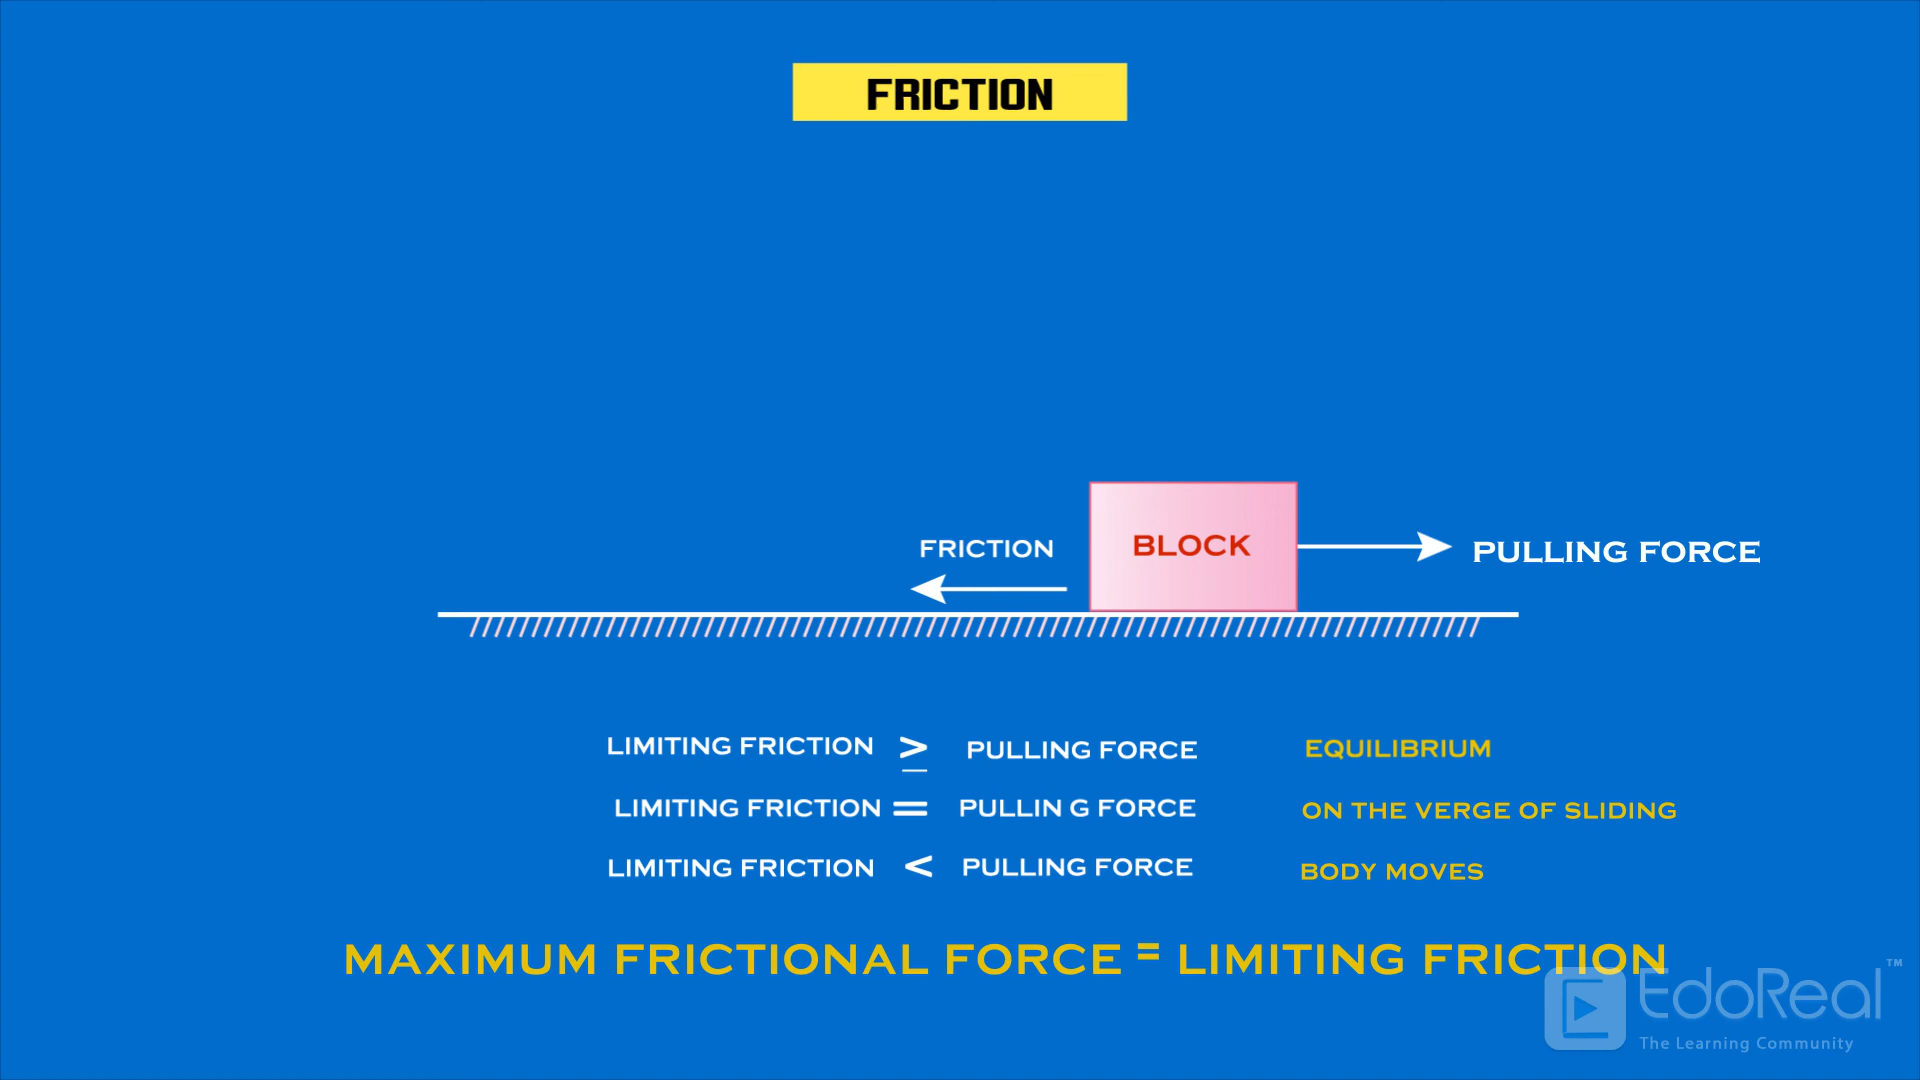 FRICTION
FRICTION
BLOCK
PULLING FORCE
LIMITING FRICTION ≥ PULLING FORCE EQUILIBRIUM
LIMITING FRICTION = PULLIN G FORCE ON THE VERGE OF SLIDING
LIMITING FRICTION < PULLING FORCE BODY MOVES
MAXIMUM FRICTIONAL FORCE = LIMITING FRICTION
EdoReal™
The Learning Community